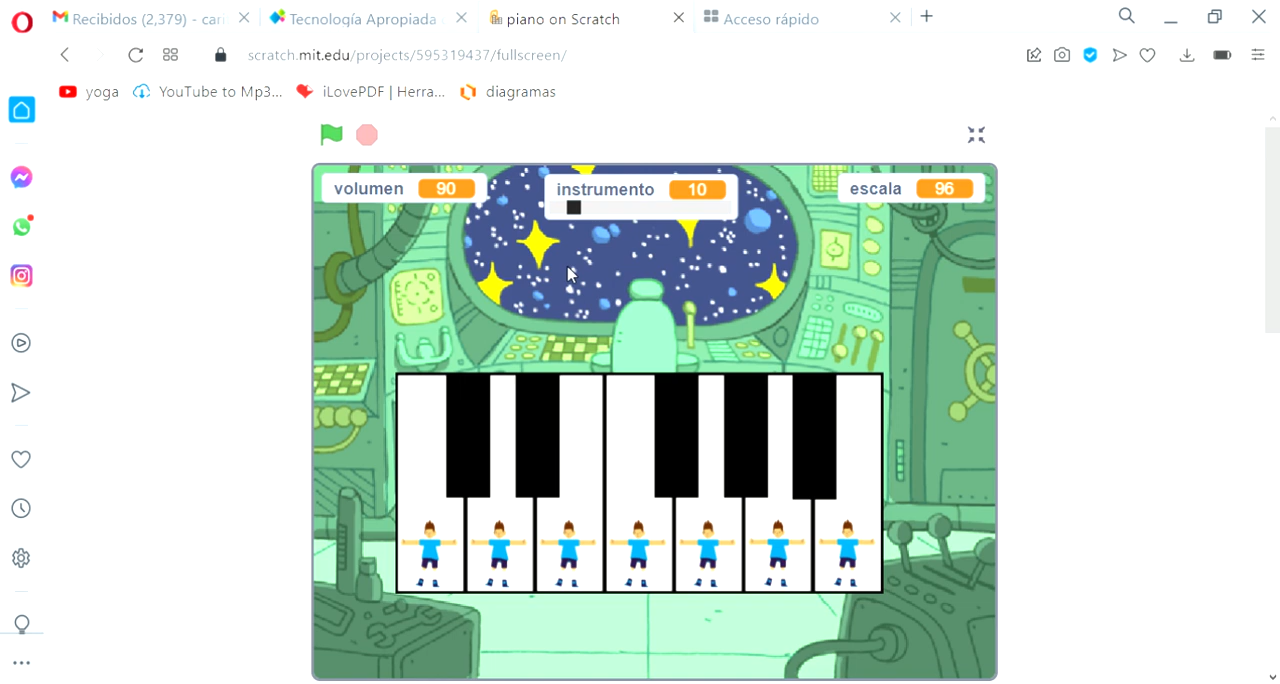 Recibidos (2,379) - cari
Tecnología Apropiada
piano on Scratch
Acceso rápido
scratch.mit.edu/projects/595319437/fullscreen/
yoga
YouTube to Mp3...
iLovePDF | Herra...
diagramas
volumen 90
instrumento 10
escala 96